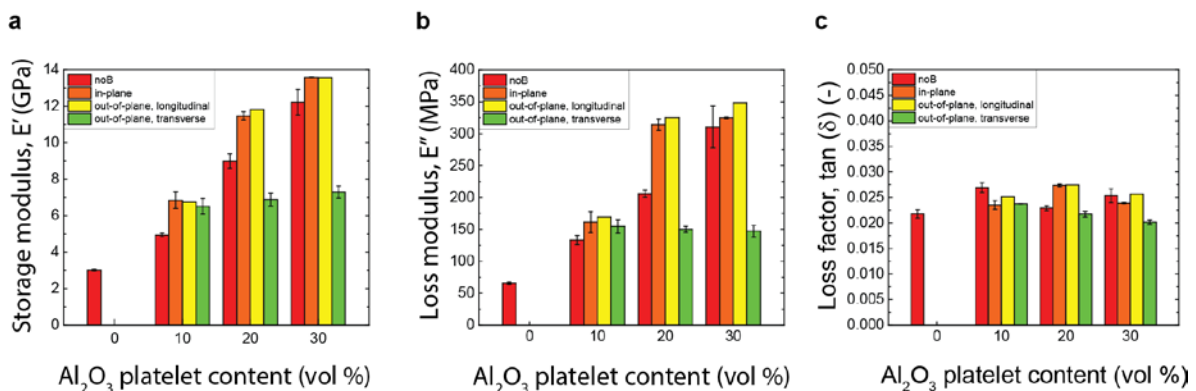 a
Storage modulus, E' (GPa)
14
12
10
8
6
4
2
0
noB
in-plane
out-of-plane, longitudinal
out-of-plane, transverse
0
10
20
30
Al₂O₃ platelet content (vol %)
b
Loss modulus, E" (MPa)
400
350
300
250
200
150
100
50
0
noB
in-plane
out-of-plane, longitudinal
out-of-plane, transverse
0
10
20
30
Al₂O₃ platelet content (vol %)
c
Loss factor, tan (δ) (-)
0.050
0.045
0.040
0.035
0.030
0.025
0.020
0.015
0.010
0.005
0.000
noB
in-plane
out-of-plane, longitudinal
out-of-plane, transverse
0
10
20
30
Al₂O₃ platelet content (vol %)